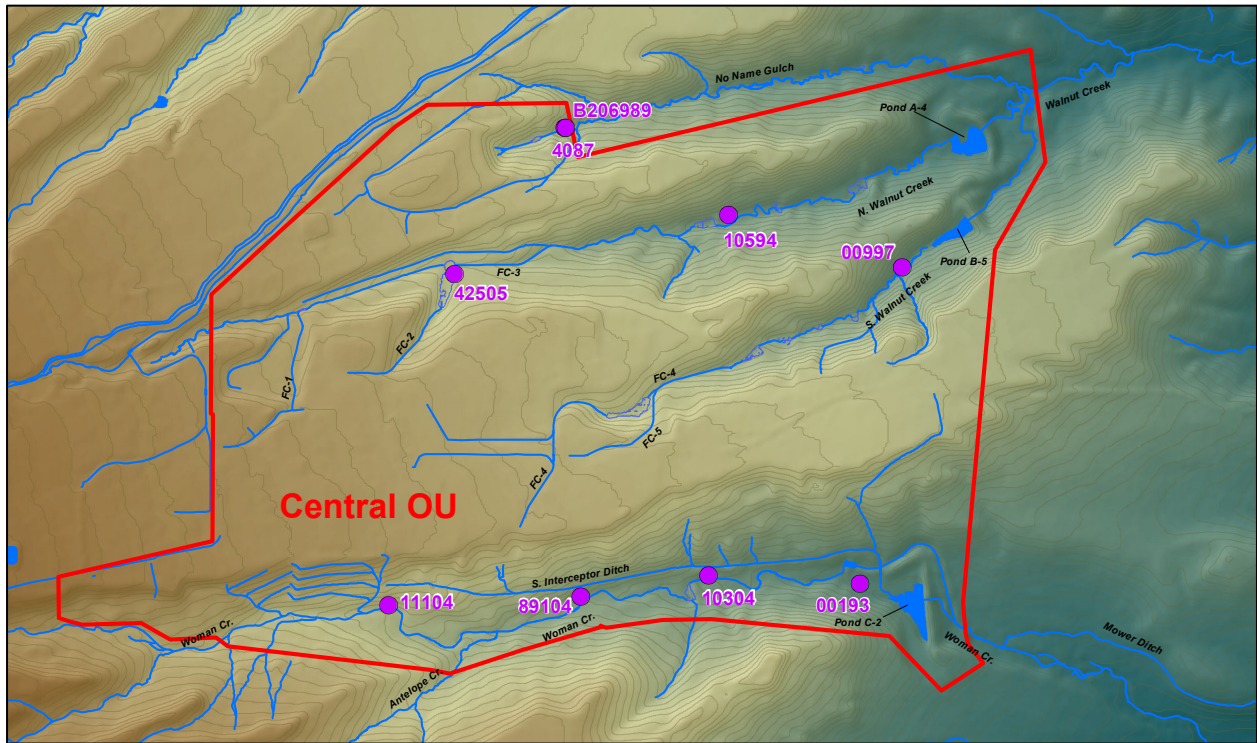 No Name Gulch
Walnut Creek
B206989
Pond A-4
4087
N. Walnut Creek
10594
00997
Pond B-5
FC-3
42505
S. Walnut Creek
FC-2
FC-1
FC-4
FC-5
FC-4
Central OU
S. Interceptor Ditch
10304
89104
11104
00193
Pond C-2
Woman Cr.
Woman Cr.
Woman Cr.
Mower Ditch
Antelope Cr.